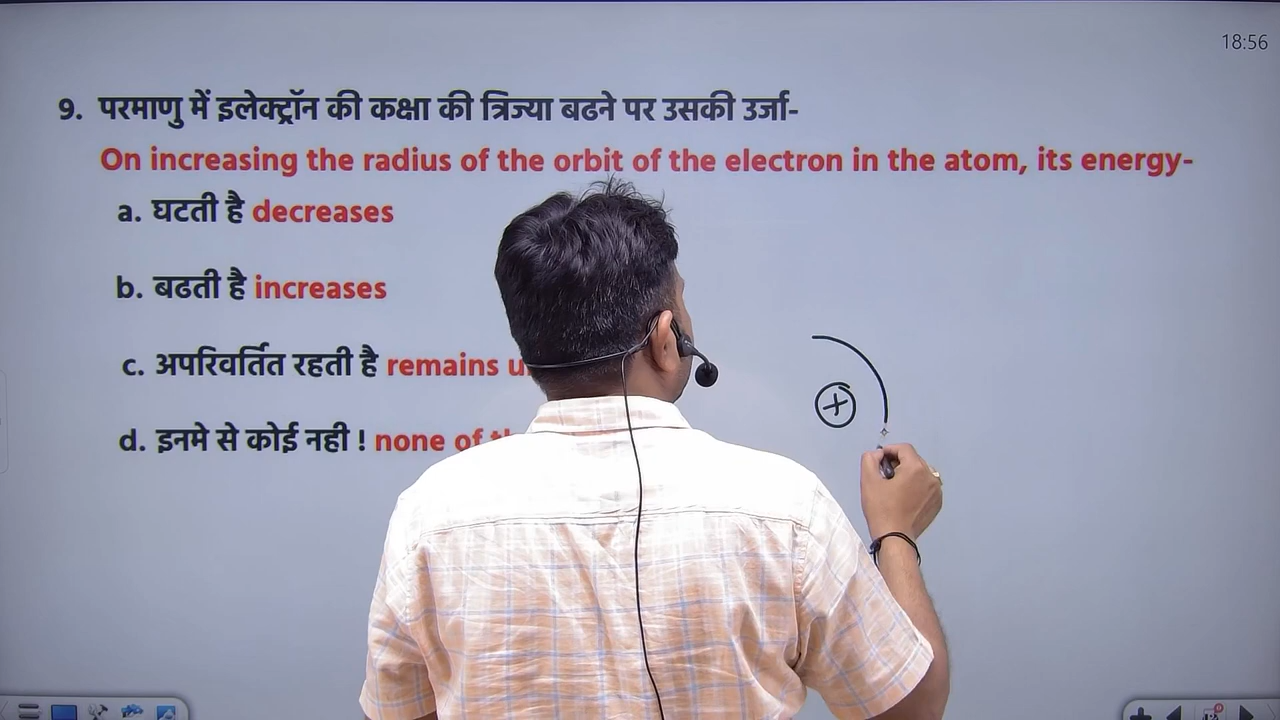 18:56
9. परमाणु में इलेक्ट्रॉन की कक्षा की त्रिज्या बढने पर उसकी उर्जा-
On increasing the radius of the orbit of the electron in the atom, its energy-
a. घटती है decreases
b. बढती है increases
c. अपरिवर्तित रहती है remains
d. इनमे से कोई नही ! none of
+